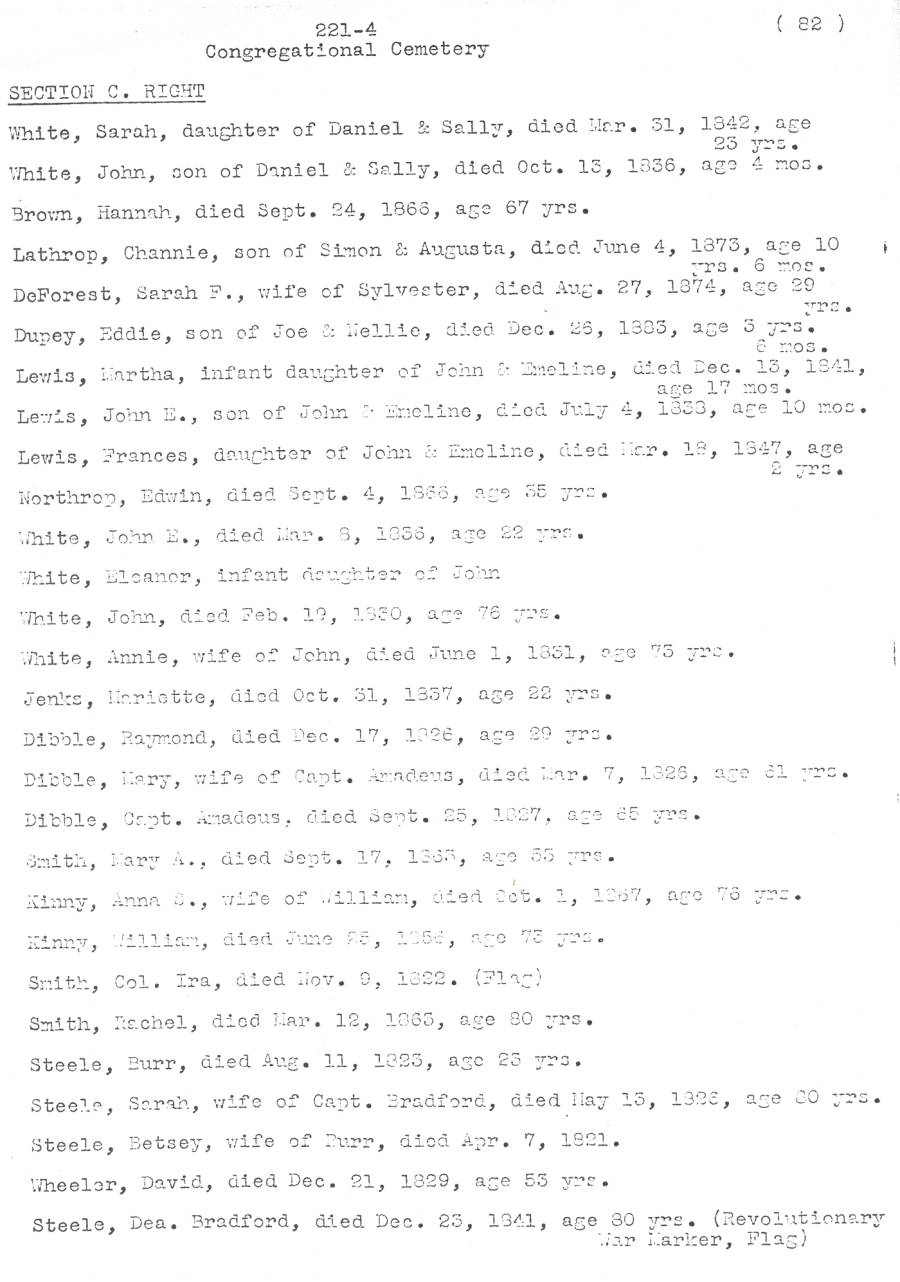 ( 82 )
221-4
Congregational Cemetery
SECTION C. RIGHT
White, Sarah, daughter of Daniel & Sally, died Mar. 31, 1842, age
23 yrs.
White, John, son of Daniel & Sally, died Oct. 13, 1836, age 4 mos.
Brown, Hannah, died Sept. 24, 1866, age 67 yrs.
Lathrop, Channie, son of Simon & Augusta, died June 4, 1873, age 10
yrs. 6 mos.
DeForest, Sarah F., wife of Sylvester, died Aug. 27, 1874, age 29
yrs.
Dupey, Eddie, son of Joe & Nellie, died Dec. 26, 1883, age 3 yrs.
6 mos.
Lewis, Martha, infant daughter of John & Emeline, died Dec. 13, 1841,
age 17 mos.
Lewis, John E., son of John & Emeline, died July 4, 1838, age 10 mos.
Lewis, Frances, daughter of John & Emeline, died Mar. 18, 1847, age
2 yrs.
Northrop, Edwin, died Sept. 4, 1866, age 35 yrs.
White, John E., died Mar. 8, 1836, age 22 yrs.
White, Eleanor, infant daughter of John
White, John, died Feb. 19, 1830, age 76 yrs.
White, Annie, wife of John, died June 1, 1831, age 73 yrs.
Jenks, Mariette, died Oct. 31, 1837, age 22 yrs.
Dibble, Raymond, died Dec. 17, 1826, age 29 yrs.
Dibble, Mary, wife of Capt. Amadeus, died Mar. 7, 1826, age 61 yrs.
Dibble, Capt. Amadeus, died Sept. 25, 1827, age 65 yrs.
Smith, Mary A., died Sept. 17, 1865, age 55 yrs.
Kinny, Anna S., wife of William, died Oct. 1, 1867, age 76 yrs.
Kinny, William, died June 25, 1856, age 73 yrs.
Smith, Col. Ira, died Nov. 9, 1822. (Flag)
Smith, Rachel, died Mar. 12, 1863, age 80 yrs.
Steele, Burr, died Aug. 11, 1823, age 23 yrs.
Steele, Sarah, wife of Capt. Bradford, died May 13, 1826, age 60 yrs.
Steele, Betsey, wife of Burr, died Apr. 7, 1821.
Wheeler, David, died Dec. 21, 1829, age 53 yrs.
Steele, Dea. Bradford, died Dec. 23, 1841, age 80 yrs. (Revolutionary
War Marker, Flag)